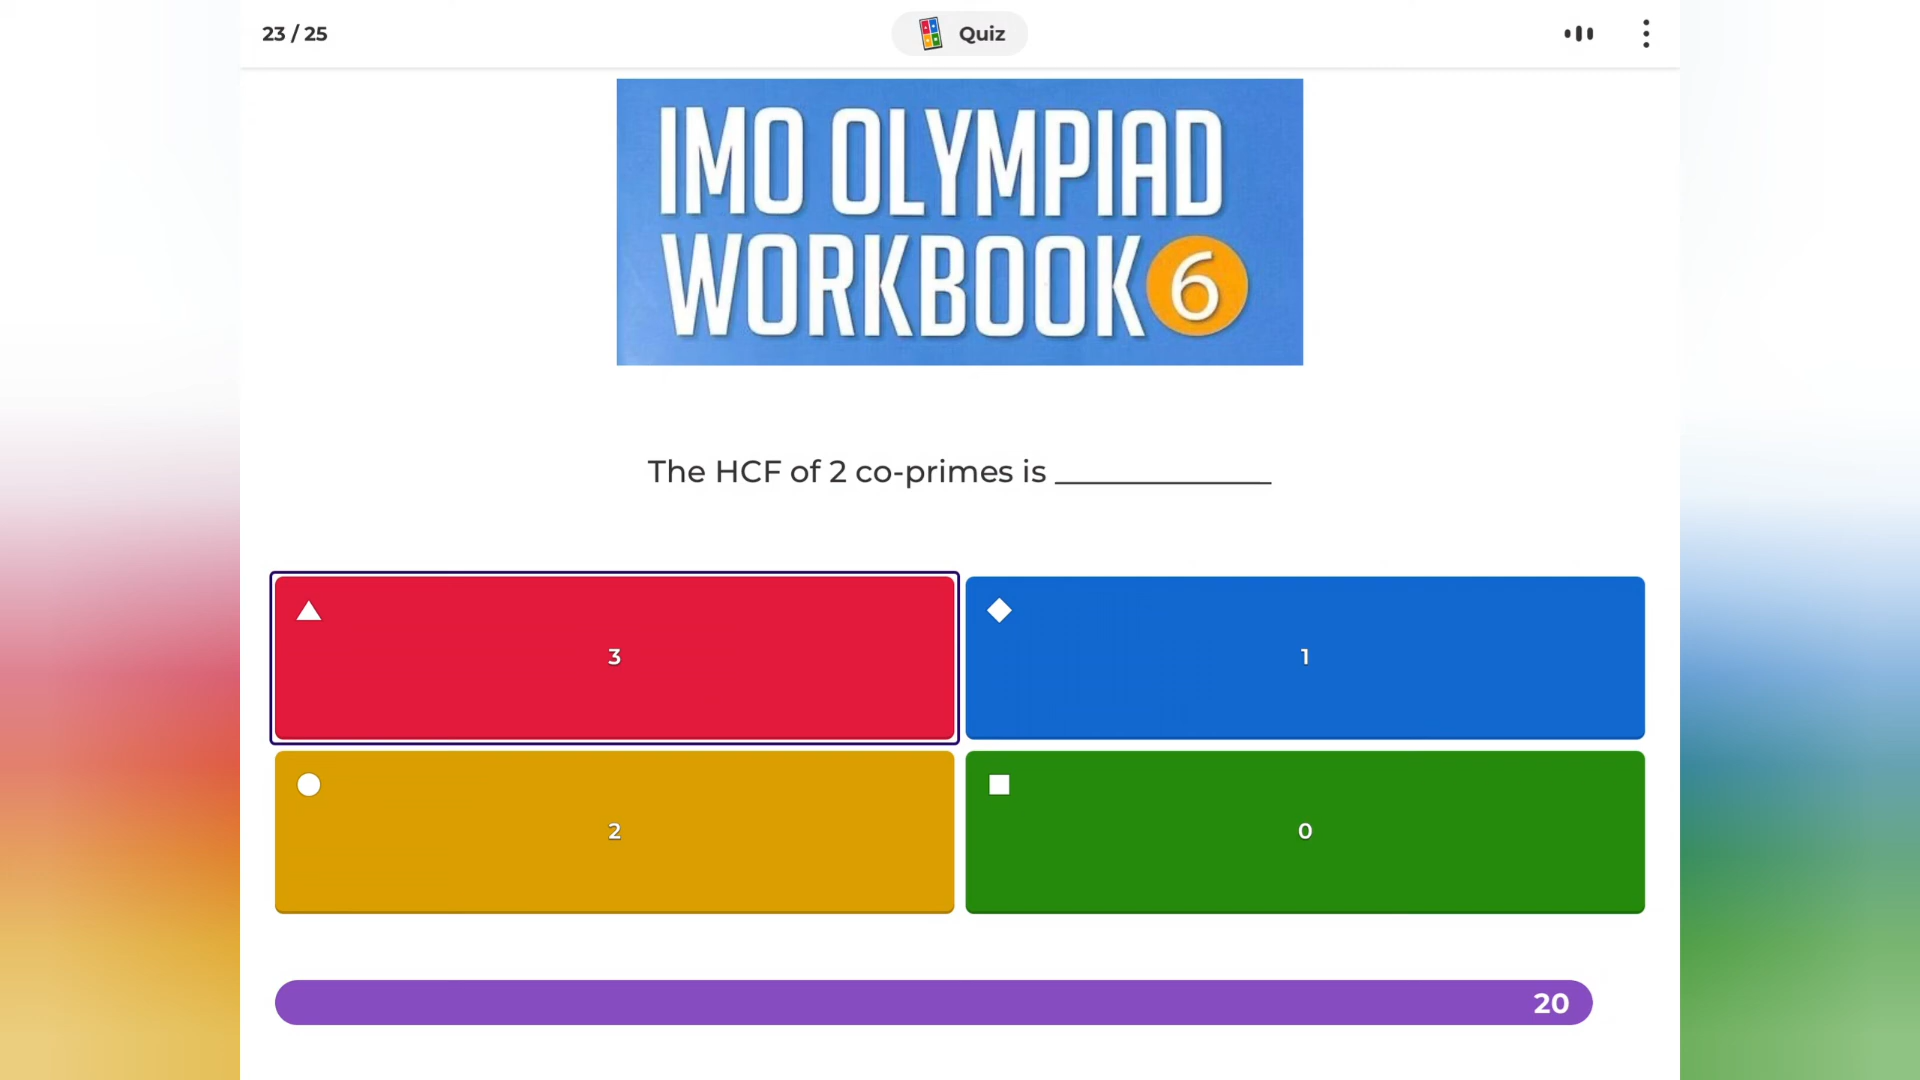 23 / 25
Quiz
IMO OLYMPIAD
WORKBOOK 6
The HCF of 2 co-primes is _____________
3
1
2
0
20